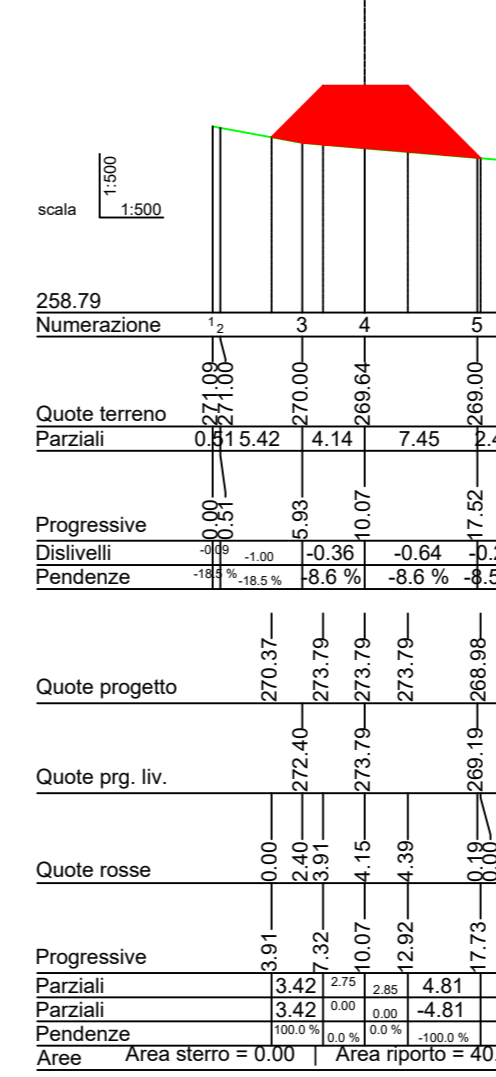 1:500
scala 1:500
258.79
Numerazione 1 2 3 4 5
Quote terreno 271.09 271.00 270.00 269.64 269.00
Parziali 0.51 5.42 4.14 7.45 2.4
Progressive 0.00 0.51 5.93 10.07 17.52
Dislivelli -0.09 -1.00 -0.36 -0.64 -0.2
Pendenze -18.5 % -18.5 % -8.6 % -8.6 % -8.5
Quote progetto 270.37 273.79 273.79 273.79 268.98
Quote prg. liv. 272.40 273.79 269.19
Quote rosse 0.00 2.40 3.91 4.15 4.39 0.19 0.00
Progressive 3.91 7.32 10.07 12.92 17.73
Parziali 3.42 2.75 2.85 4.81
Parziali 3.42 0.00 0.00 -4.81
Pendenze 100.0 % 0.0 % 0.0 % -100.0 %
Aree Area sterro = 0.00 | Area riporto = 40.